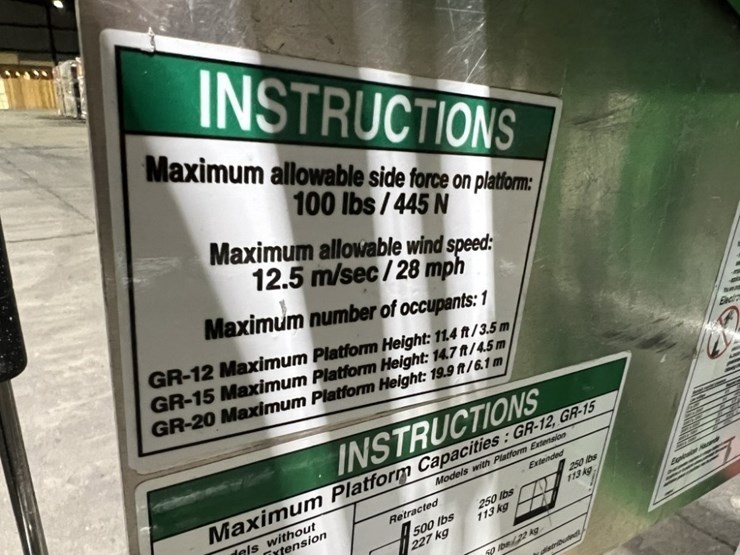 INSTRUCTIONS
Maximum allowable side force on platform:
100 lbs / 445 N
Maximum allowable wind speed:
12.5 m/sec / 28 mph
Maximum number of occupants: 1
GR-12 Maximum Platform Height: 11.4 ft / 3.5 m
GR-15 Maximum Platform Height: 14.7 ft / 4.5 m
GR-20 Maximum Platform Height: 19.9 ft / 6.1 m
INSTRUCTIONS
Maximum Platform Capacities : GR-12, GR-15
Models with Platform Extension
without
Retracted
Extended
500 lbs
227 kg
250 lbs
113 kg
250 lbs
113 kg